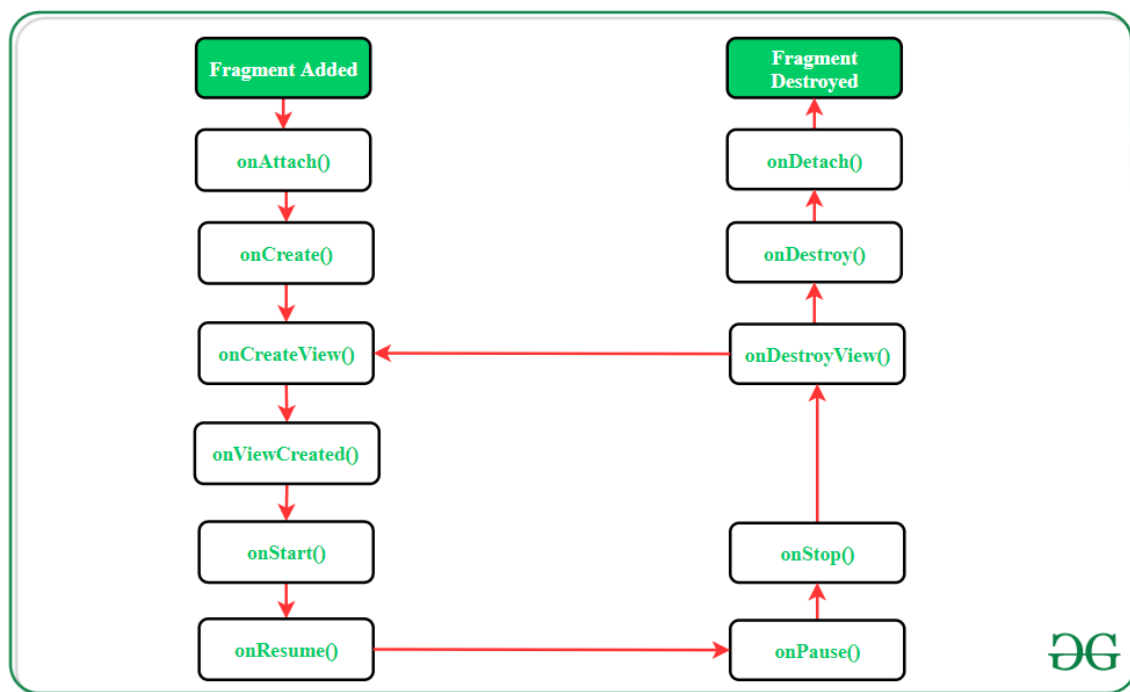 Fragment Added
onAttach()
onCreate()
onCreateView()
onViewCreated()
onStart()
onResume()
Fragment
Destroyed
onDetach()
onDestroy()
onDestroyView()
onStop()
onPause()